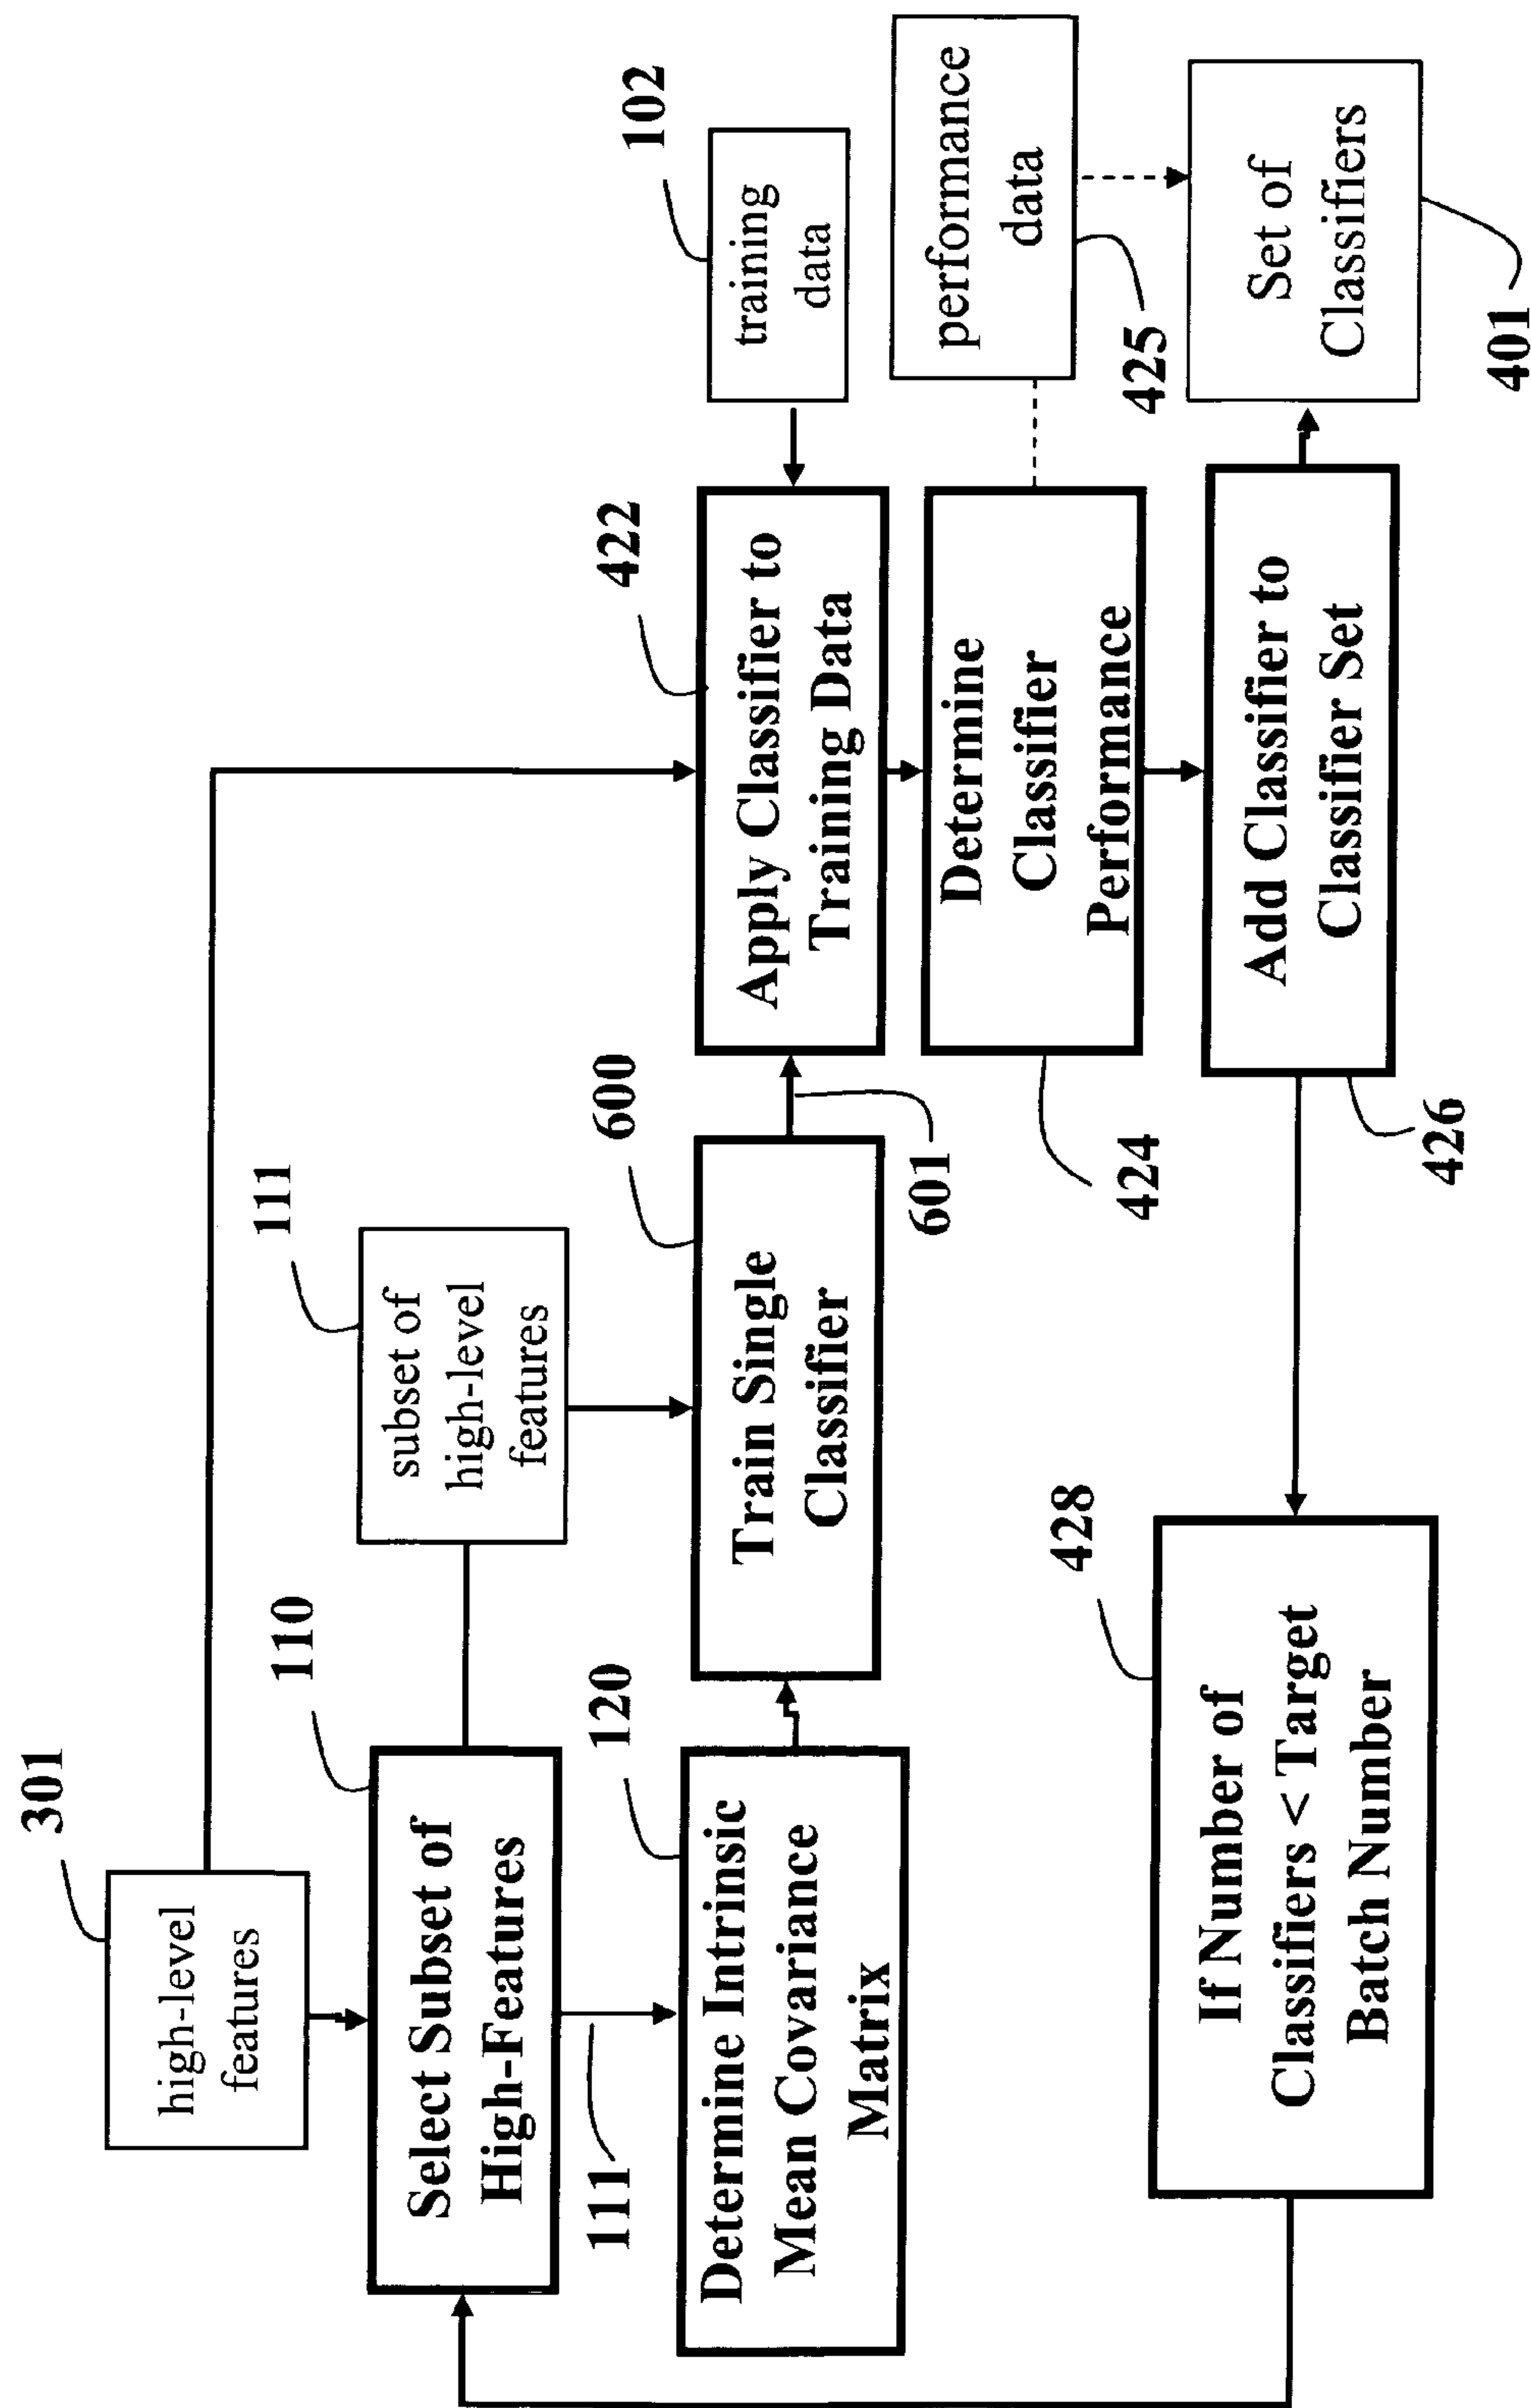 301
high-level
features
110
Select Subset of
High-Features
111
subset of
high-level
features
111
120
Determine Intrinsic
Mean Covariance
Matrix
600
Train Single
Classifier
601
422
Apply Classifier to
Training Data
102
training
data
424
Determine
Classifier
Performance
performance
data
425
426
Add Classifier to
Classifier Set
Set of
Classifiers
401
428
If Number of
Classifiers < Target
Batch Number